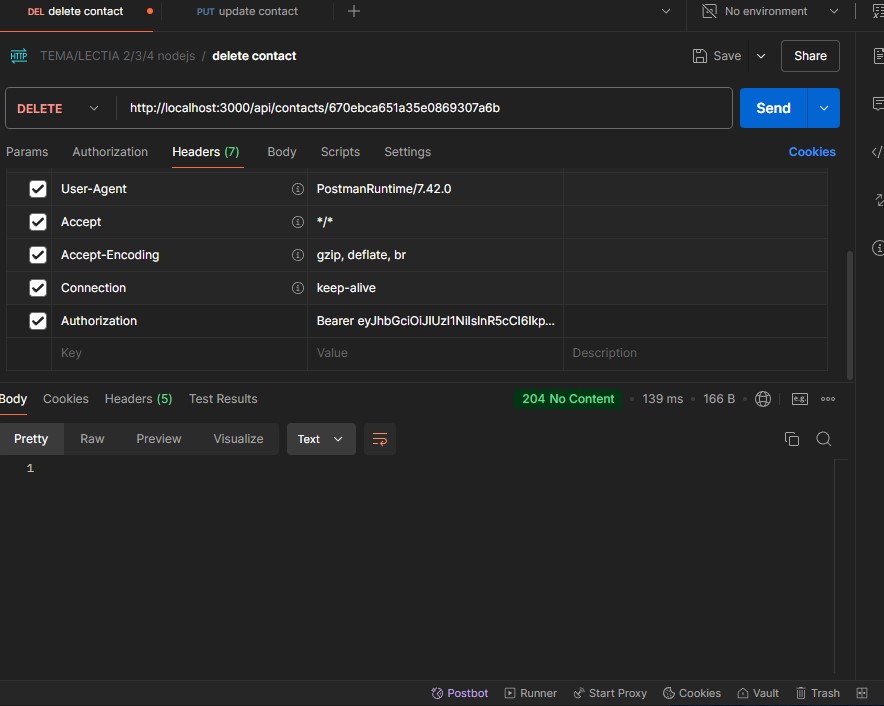 DEL delete contact PUT update contact No environment
HTTP TEMA/LECTIA 2/3/4 nodejs / delete contact Save Share
DELETE http://localhost:3000/api/contacts/670ebca651a35e0869307a6b Send
Params Authorization Headers (7) Body Scripts Settings Cookies
User-Agent PostmanRuntime/7.42.0
Accept */*
Accept-Encoding gzip, deflate, br
Connection keep-alive
Authorization Bearer eyJhbGciOiJIUzI1NiIsInR5cCI6Ikp...
Key Value Description
Body Cookies Headers (5) Test Results 204 No Content 139 ms 166 B e.g.
Pretty Raw Preview Visualize Text
1
Postbot Runner Start Proxy Cookies Vault Trash